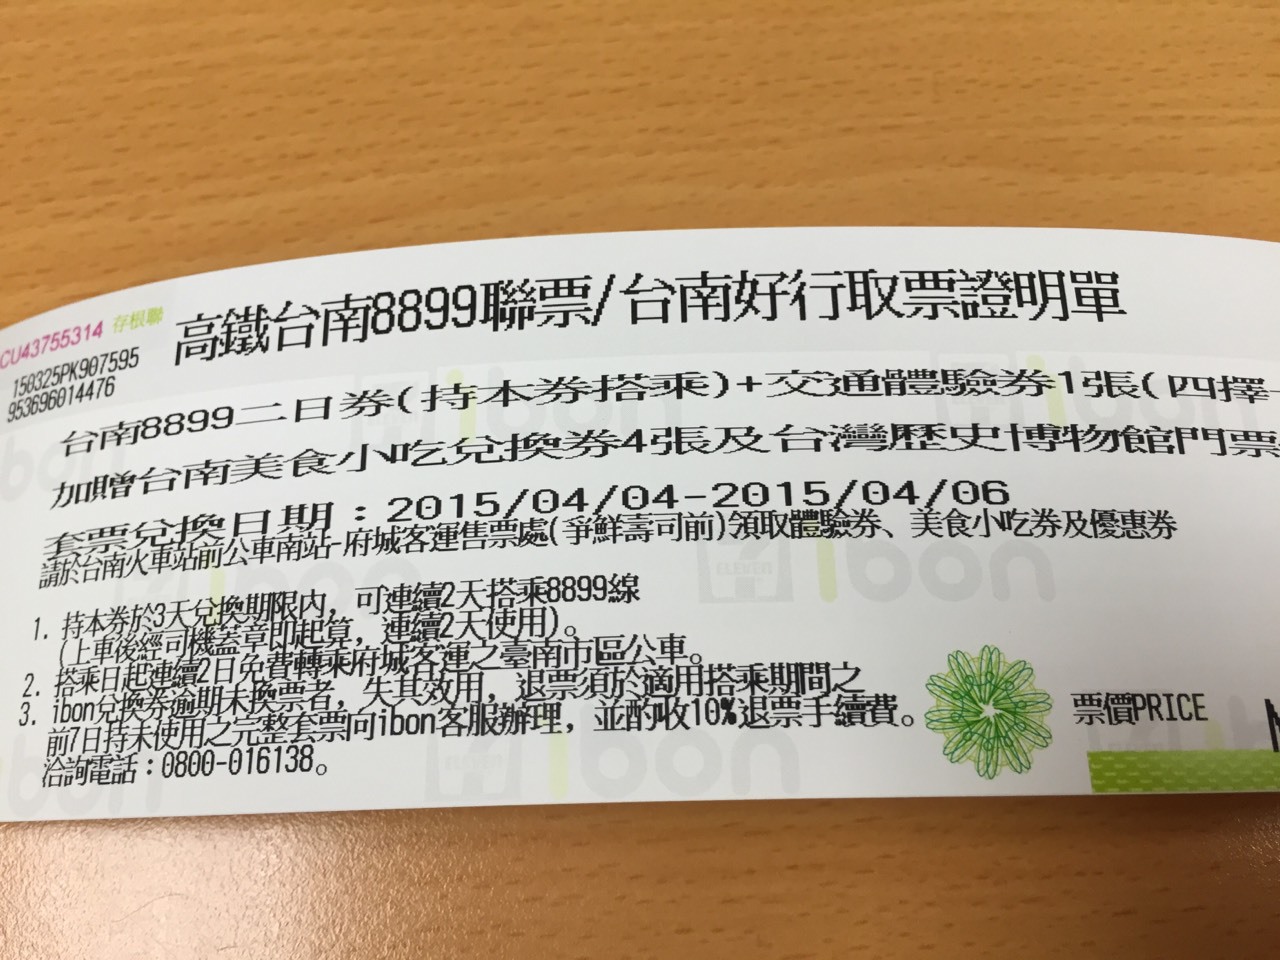 CU43755314 存根聯
150325PK907595
953696014476
高鐵台南8899聯票/台南好行取票證明單
台南8899二日券(持本券搭乘)+交通體驗券1張(四擇
加贈台南美食小吃兌換券4張及台灣歷史博物館門票
套票兌換日期：2015/04/04-2015/04/06
請於台南火車站前公車南站-府城客運售票處(爭鮮壽司前)領取體驗券、美食小吃券及優惠券
1. 持本券於3天兌換期限內，可連續2天搭乘8899線
(上車後經司機蓋章即起算，連續2天使用)。
2. 搭乘日起連續2日免費轉乘府城客運之臺南市區公車。
3. ibon兌換券逾期未換票者，失其效用，退票須於適用搭乘期間之
前7日持未使用之完整套票向ibon客服辦理，並酌收10%退票手續費。
洽詢電話：0800-016138。
票價PRICE
ibon
ELEVEN
ibon
ELEVEN
ibon